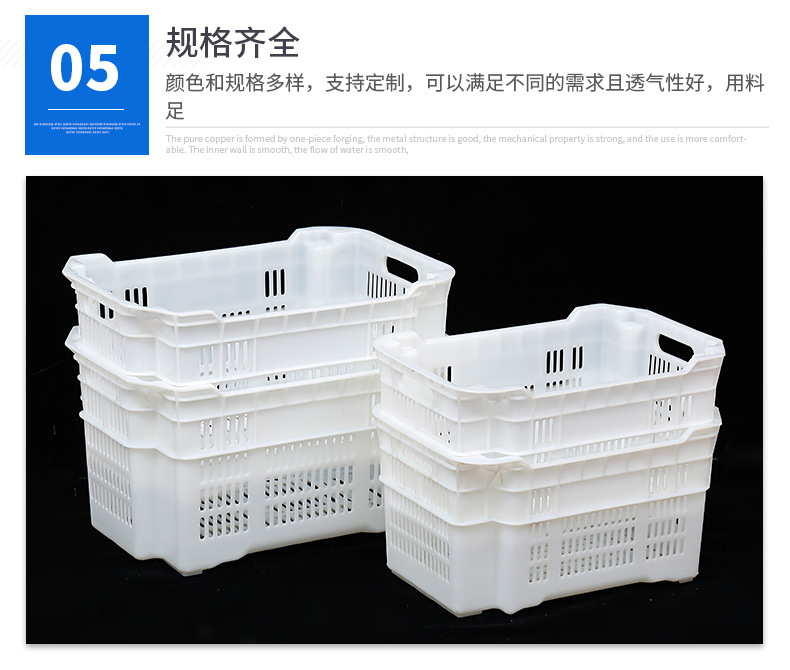 05
规格齐全
颜色和规格多样，支持定制，可以满足不同的需求且透气性好，用料
足
The pure copper is formed by one-piece forging, the metal structure is good, the mechanical property is strong, and the use is more comfort-
able. The inner wall is smooth, the flow of water is smooth,